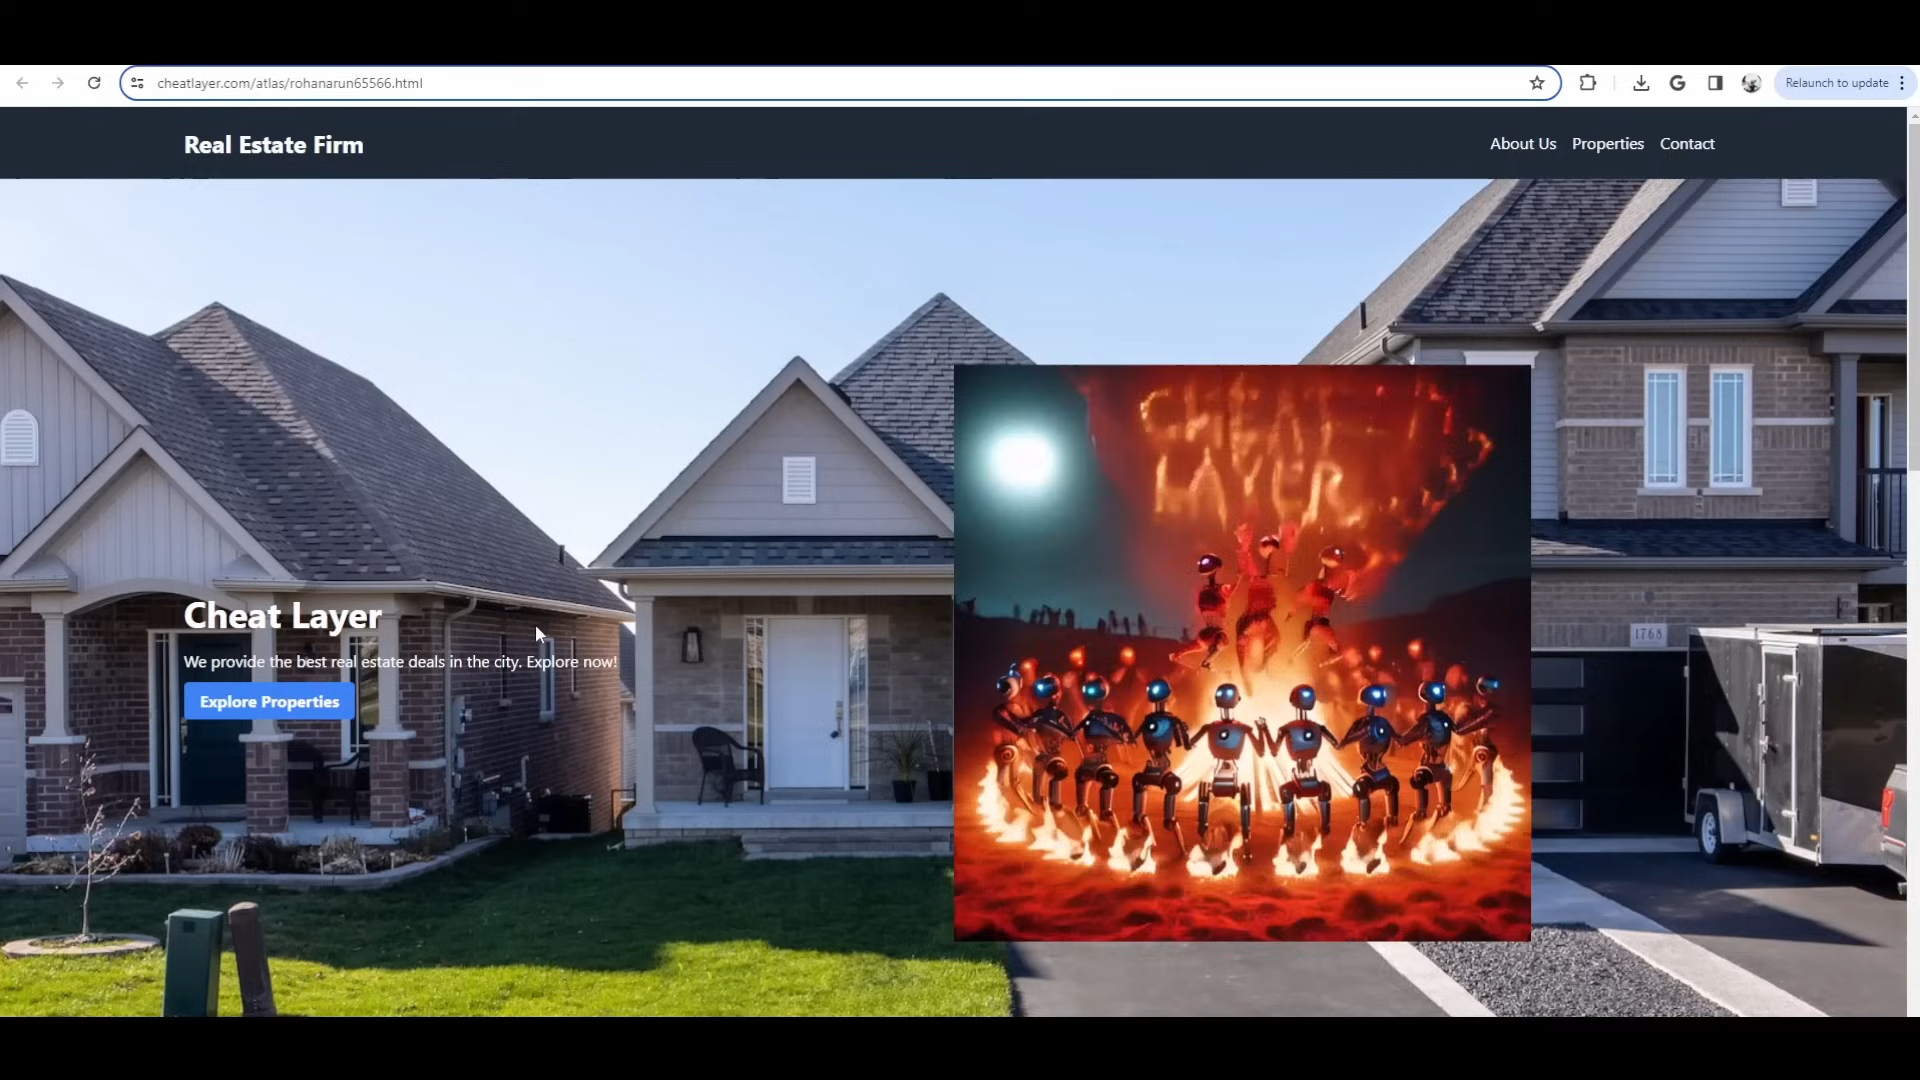 cheatlayer.com/atlas/rohanarun65566.html
Relaunch to update
Real Estate Firm
About Us
Properties
Contact
CHEAT
LAYER
1768
Cheat Layer
We provide the best real estate deals in the city. Explore now!
Explore Properties